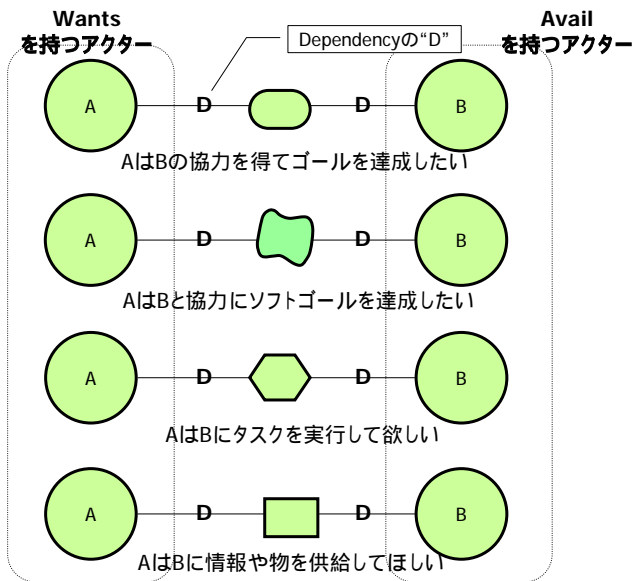 Wants
を持つアクター
Avail
を持つアクター
Dependencyの“D”
A D D B
AはBの協力を得てゴールを達成したい
A D D B
AはBと協力にソフトゴールを達成したい
A D D B
AはBにタスクを実行して欲しい
A D D B
AはBに情報や物を供給してほしい